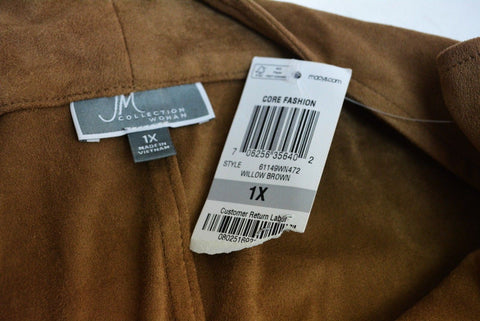 JM
COLLECTION
WOMAN
1X
MADE IN
VIETNAM
macys.com
CORE FASHION
7 08256 35640 2
STYLE 61149WN472
WILLOW BROWN
1X
Customer Return Label